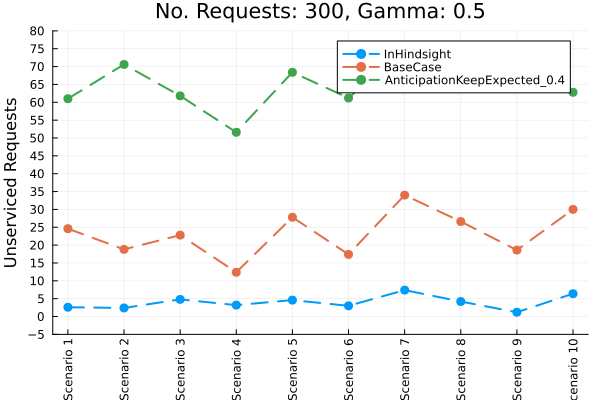 No. Requests: 300, Gamma: 0.5
InHindsight
BaseCase
AnticipationKeepExpected_0.4
Unserviced Requests
80
75
70
65
60
55
50
45
40
35
30
25
20
15
10
5
0
−5
Scenario 1
Scenario 2
Scenario 3
Scenario 4
Scenario 5
Scenario 6
Scenario 7
Scenario 8
Scenario 9
cenario 10